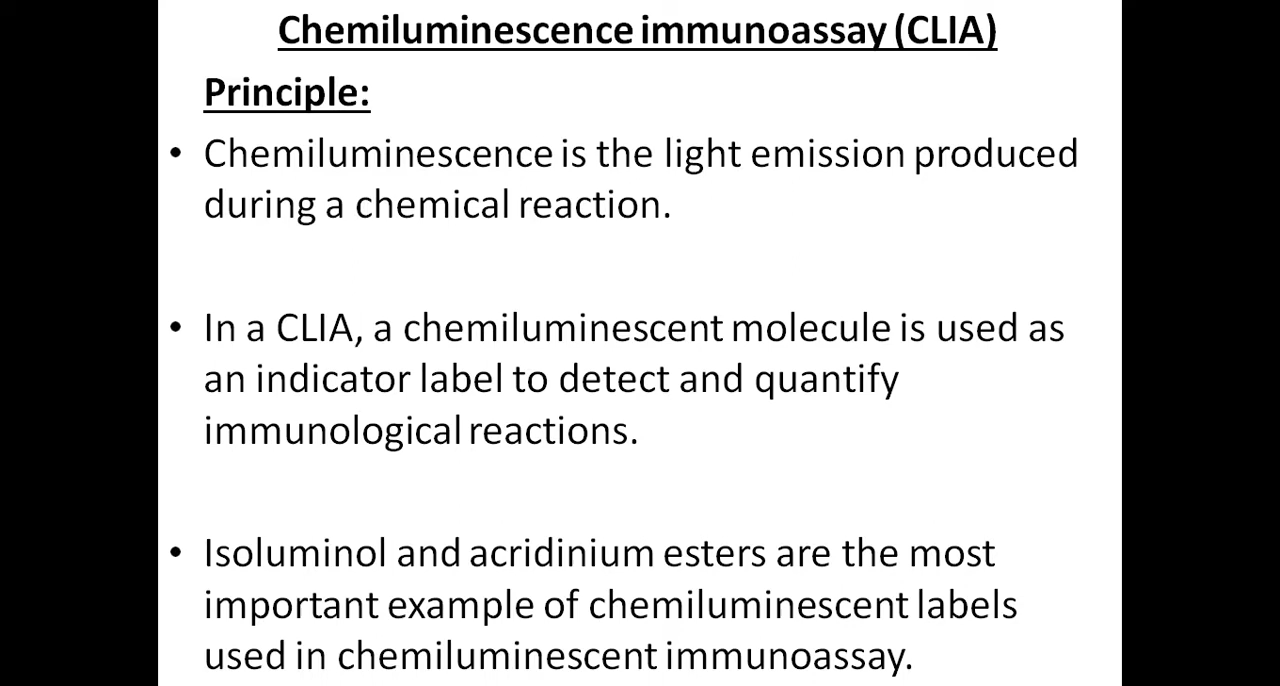 Chemiluminescence immunoassay (CLIA)
Principle:
• Chemiluminescence is the light emission produced
during a chemical reaction.
• In a CLIA, a chemiluminescent molecule is used as
an indicator label to detect and quantify
immunological reactions.
• Isoluminol and acridinium esters are the most
important example of chemiluminescent labels
used in chemiluminescent immunoassay.